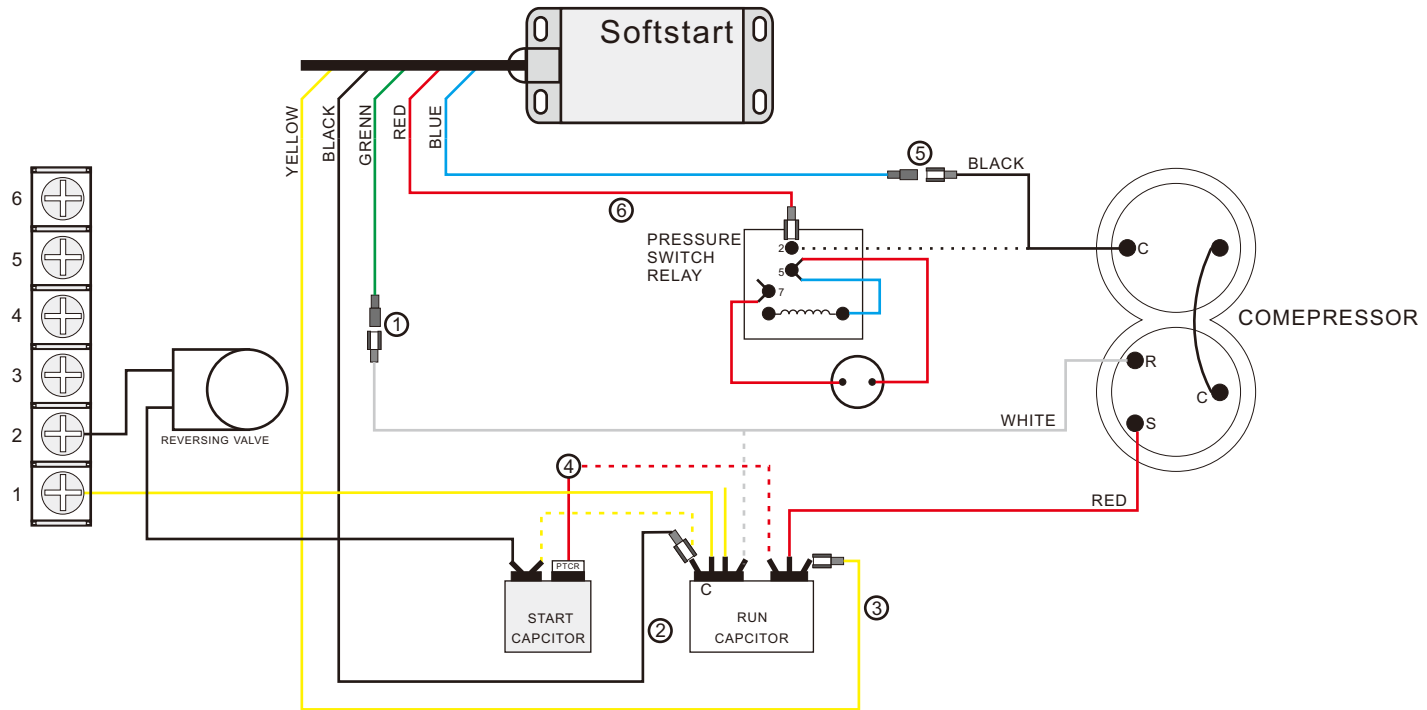 Softstart
YELLOW
BLACK
GRENN
RED
BLUE
5
BLACK
6
PRESSURE
SWITCH
RELAY
2
5
7
C
COMEPRESSOR
R
C
S
6
5
4
3
2
1
REVERSING VALVE
1
WHITE
4
RED
PTCR
START
CAPCITOR
C
RUN
CAPCITOR
2
3